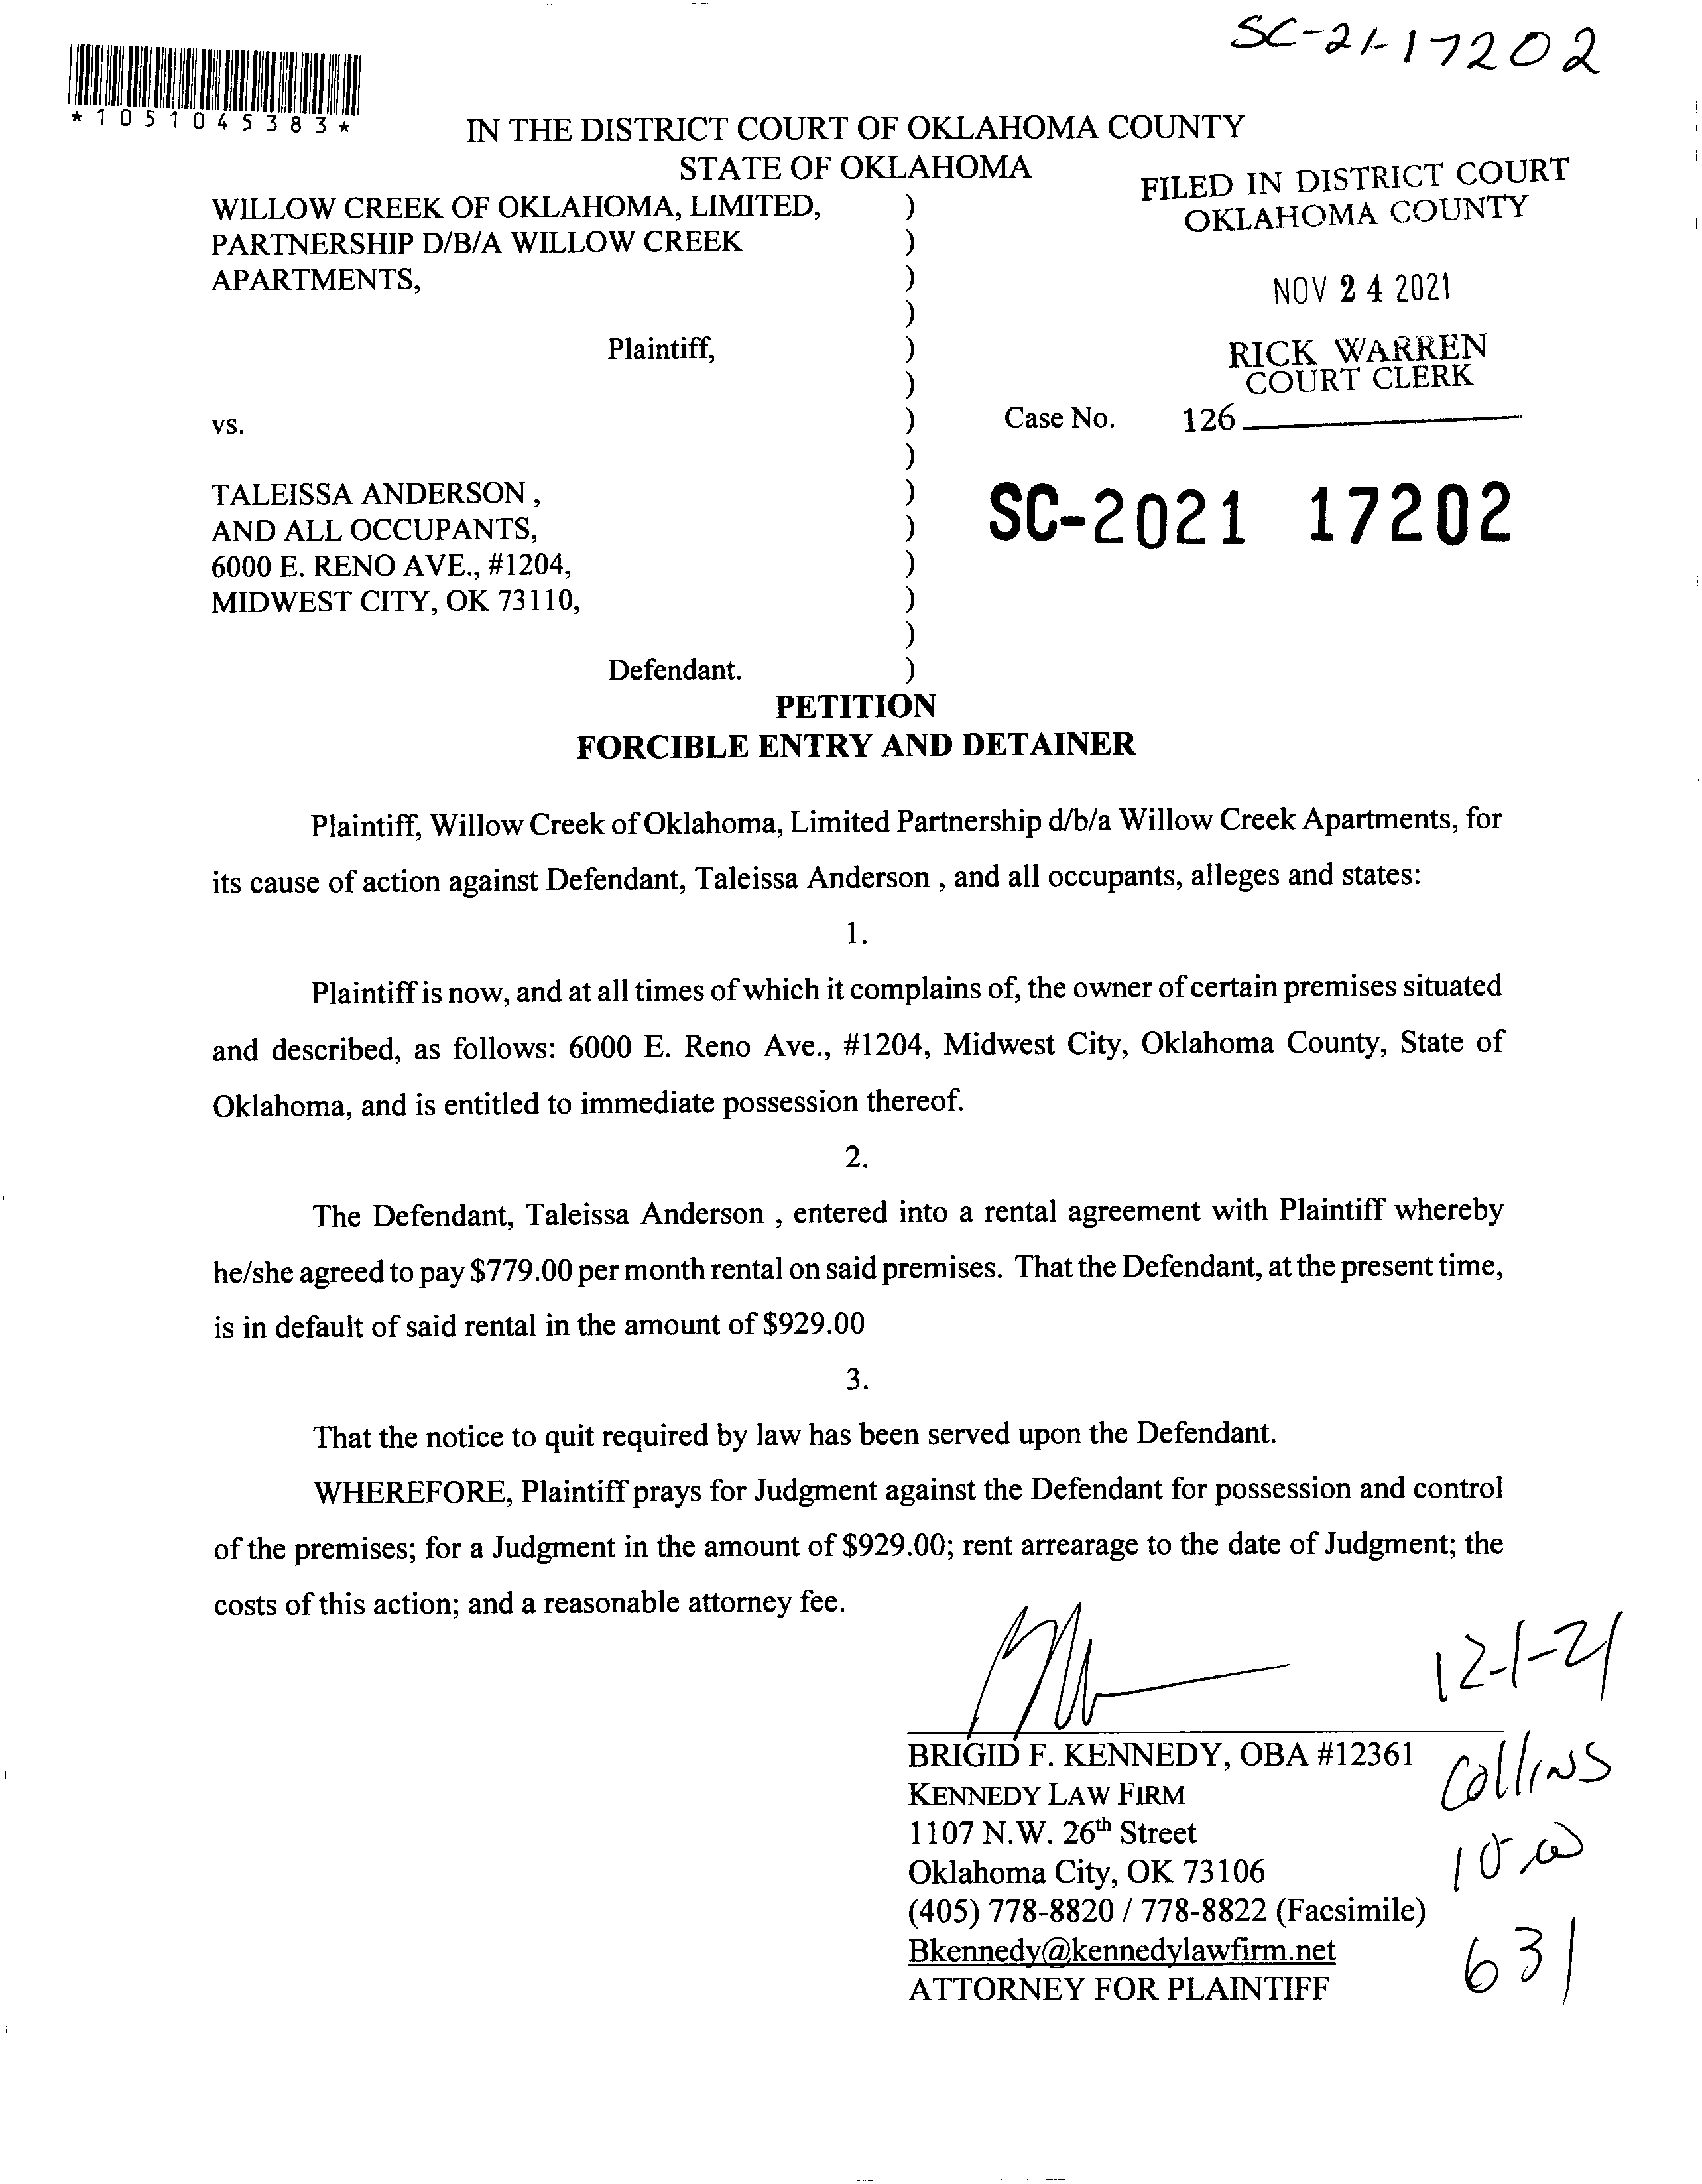 SC-21-17202
*1051045383*
IN THE DISTRICT COURT OF OKLAHOMA COUNTY
STATE OF OKLAHOMA
FILED IN DISTRICT COURT
OKLAHOMA COUNTY
NOV 24 2021
RICK WARREN
COURT CLERK
126
WILLOW CREEK OF OKLAHOMA, LIMITED, )
PARTNERSHIP D/B/A WILLOW CREEK )
APARTMENTS, )
)
Plaintiff, )
)
vs. ) Case No.
)
TALEISSA ANDERSON , ) SC-2021 17202
AND ALL OCCUPANTS, )
6000 E. RENO AVE., #1204, )
MIDWEST CITY, OK 73110, )
)
Defendant. )
PETITION
FORCIBLE ENTRY AND DETAINER
Plaintiff, Willow Creek of Oklahoma, Limited Partnership d/b/a Willow Creek Apartments, for
its cause of action against Defendant, Taleissa Anderson , and all occupants, alleges and states:
1.
Plaintiff is now, and at all times of which it complains of, the owner of certain premises situated
and described, as follows: 6000 E. Reno Ave., #1204, Midwest City, Oklahoma County, State of
Oklahoma, and is entitled to immediate possession thereof.
2.
The Defendant, Taleissa Anderson , entered into a rental agreement with Plaintiff whereby
he/she agreed to pay $779.00 per month rental on said premises. That the Defendant, at the present time,
is in default of said rental in the amount of $929.00
3.
That the notice to quit required by law has been served upon the Defendant.
WHEREFORE, Plaintiff prays for Judgment against the Defendant for possession and control
of the premises; for a Judgment in the amount of $929.00; rent arrearage to the date of Judgment; the
costs of this action; and a reasonable attorney fee.
BRIGID F. KENNEDY, OBA #12361
KENNEDY LAW FIRM
1107 N.W. 26th Street
Oklahoma City, OK 73106
(405) 778-8820 / 778-8822 (Facsimile)
Bkennedy@kennedylawfirm.net
ATTORNEY FOR PLAINTIFF
12-1-21
Collins
631